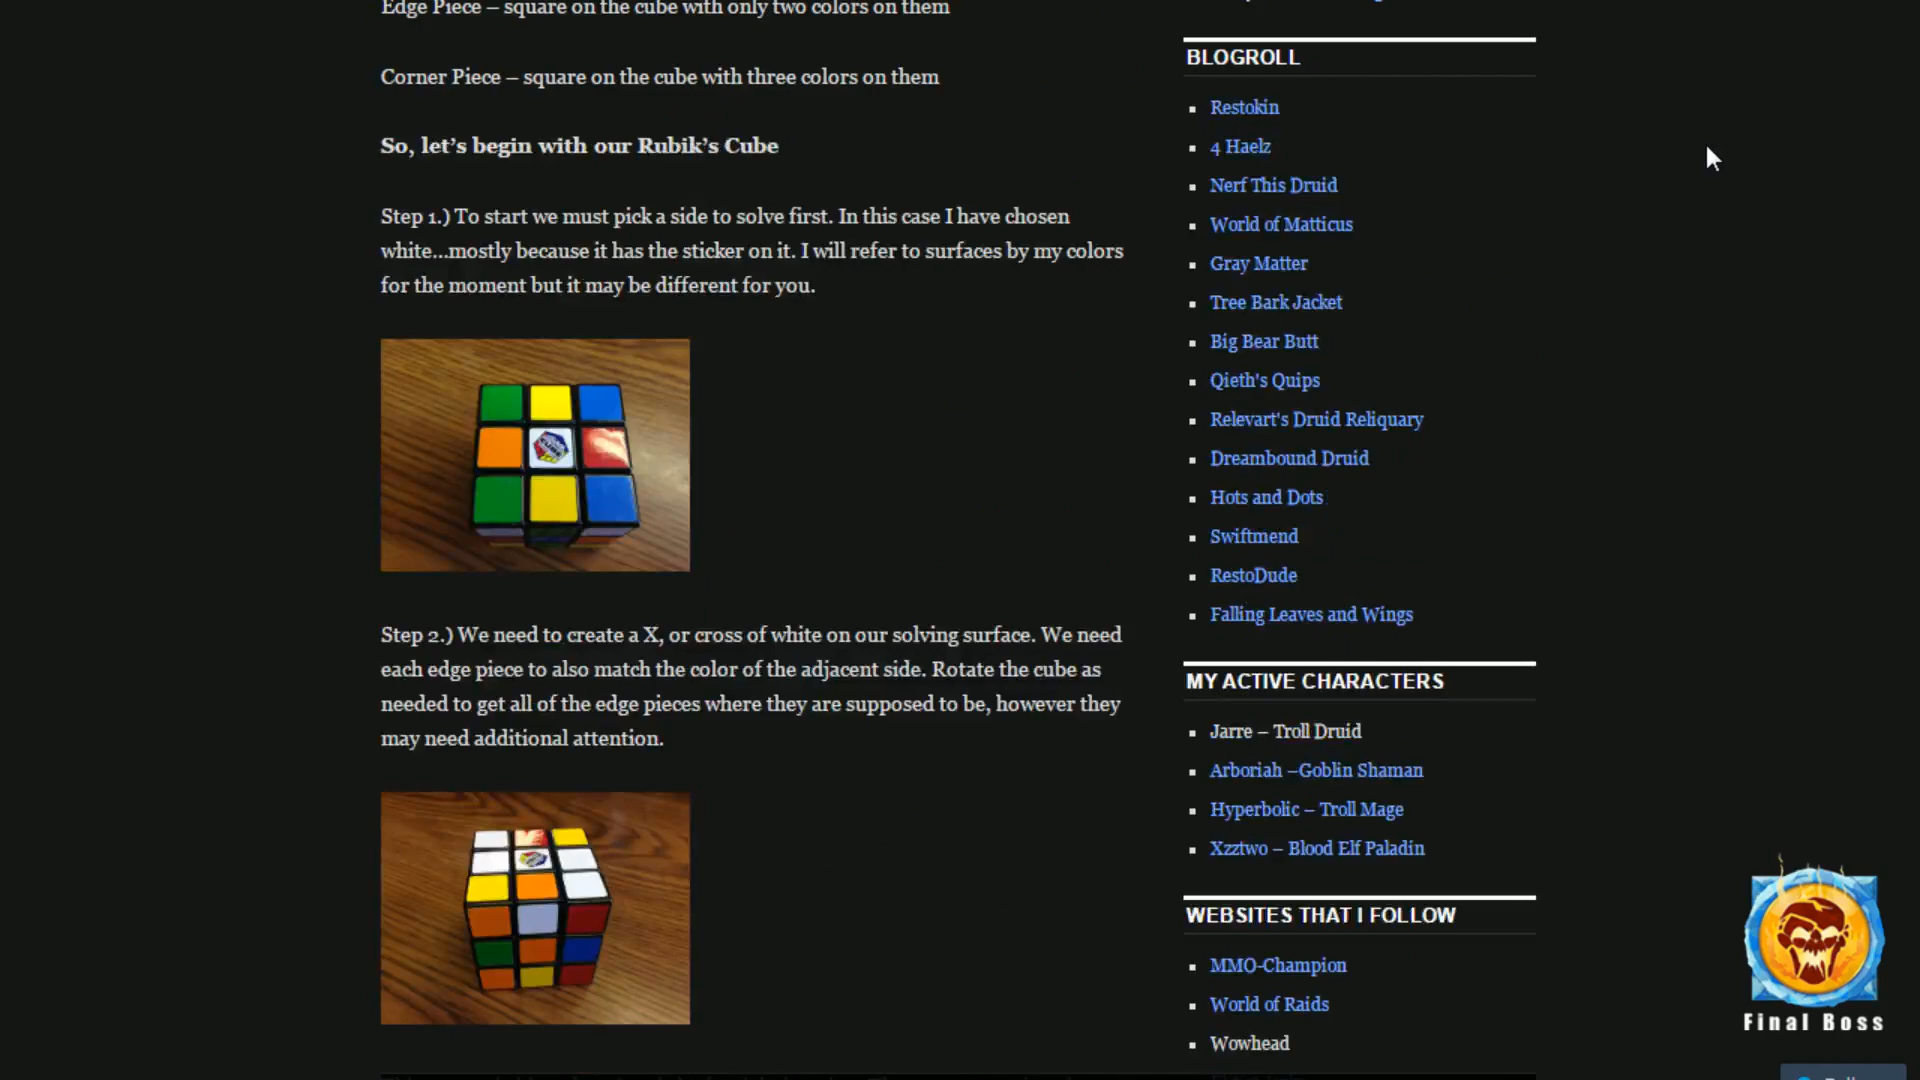 Edge Piece – square on the cube with only two colors on them
Corner Piece – square on the cube with three colors on them
So, let's begin with our Rubik's Cube
Step 1.) To start we must pick a side to solve first. In this case I have chosen
white...mostly because it has the sticker on it. I will refer to surfaces by my colors
for the moment but it may be different for you.
Step 2.) We need to create a X, or cross of white on our solving surface. We need
each edge piece to also match the color of the adjacent side. Rotate the cube as
needed to get all of the edge pieces where they are supposed to be, however they
may need additional attention.
BLOGROLL
Restokin
4 Haelz
Nerf This Druid
World of Matticus
Gray Matter
Tree Bark Jacket
Big Bear Butt
Qieth's Quips
Relevart's Druid Reliquary
Dreambound Druid
Hots and Dots
Swiftmend
RestoDude
Falling Leaves and Wings
MY ACTIVE CHARACTERS
Jarre – Troll Druid
Arboriah –Goblin Shaman
Hyperbolic – Troll Mage
Xzztwo – Blood Elf Paladin
WEBSITES THAT I FOLLOW
MMO-Champion
World of Raids
Wowhead
Final Boss